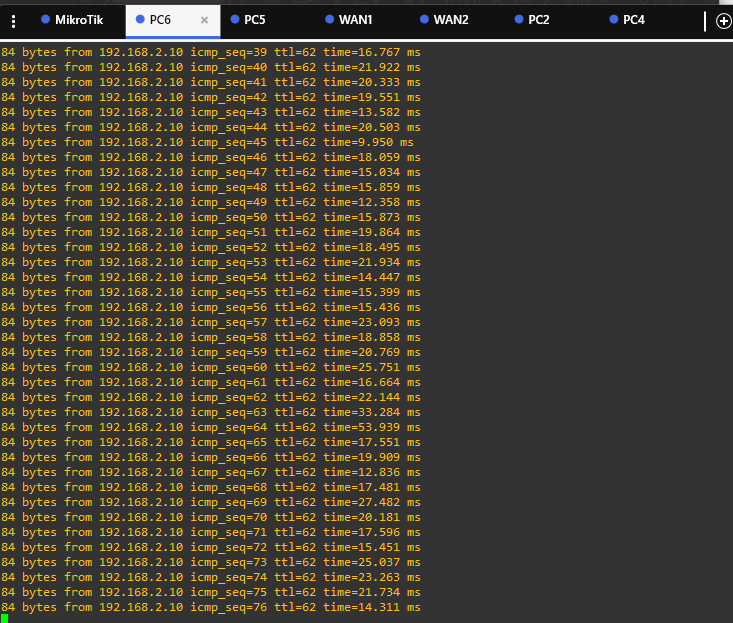 MikroTik PC6 × PC5 WAN1 WAN2 PC2 PC4
84 bytes from 192.168.2.10 icmp_seq=39 ttl=62 time=16.767 ms
84 bytes from 192.168.2.10 icmp_seq=40 ttl=62 time=21.922 ms
84 bytes from 192.168.2.10 icmp_seq=41 ttl=62 time=20.333 ms
84 bytes from 192.168.2.10 icmp_seq=42 ttl=62 time=19.551 ms
84 bytes from 192.168.2.10 icmp_seq=43 ttl=62 time=13.582 ms
84 bytes from 192.168.2.10 icmp_seq=44 ttl=62 time=20.503 ms
84 bytes from 192.168.2.10 icmp_seq=45 ttl=62 time=9.950 ms
84 bytes from 192.168.2.10 icmp_seq=46 ttl=62 time=18.059 ms
84 bytes from 192.168.2.10 icmp_seq=47 ttl=62 time=15.034 ms
84 bytes from 192.168.2.10 icmp_seq=48 ttl=62 time=15.859 ms
84 bytes from 192.168.2.10 icmp_seq=49 ttl=62 time=12.358 ms
84 bytes from 192.168.2.10 icmp_seq=50 ttl=62 time=15.873 ms
84 bytes from 192.168.2.10 icmp_seq=51 ttl=62 time=19.864 ms
84 bytes from 192.168.2.10 icmp_seq=52 ttl=62 time=18.495 ms
84 bytes from 192.168.2.10 icmp_seq=53 ttl=62 time=21.934 ms
84 bytes from 192.168.2.10 icmp_seq=54 ttl=62 time=14.447 ms
84 bytes from 192.168.2.10 icmp_seq=55 ttl=62 time=15.399 ms
84 bytes from 192.168.2.10 icmp_seq=56 ttl=62 time=15.436 ms
84 bytes from 192.168.2.10 icmp_seq=57 ttl=62 time=23.093 ms
84 bytes from 192.168.2.10 icmp_seq=58 ttl=62 time=18.858 ms
84 bytes from 192.168.2.10 icmp_seq=59 ttl=62 time=20.769 ms
84 bytes from 192.168.2.10 icmp_seq=60 ttl=62 time=25.751 ms
84 bytes from 192.168.2.10 icmp_seq=61 ttl=62 time=16.664 ms
84 bytes from 192.168.2.10 icmp_seq=62 ttl=62 time=22.144 ms
84 bytes from 192.168.2.10 icmp_seq=63 ttl=62 time=33.284 ms
84 bytes from 192.168.2.10 icmp_seq=64 ttl=62 time=53.939 ms
84 bytes from 192.168.2.10 icmp_seq=65 ttl=62 time=17.551 ms
84 bytes from 192.168.2.10 icmp_seq=66 ttl=62 time=19.909 ms
84 bytes from 192.168.2.10 icmp_seq=67 ttl=62 time=12.836 ms
84 bytes from 192.168.2.10 icmp_seq=68 ttl=62 time=17.481 ms
84 bytes from 192.168.2.10 icmp_seq=69 ttl=62 time=27.482 ms
84 bytes from 192.168.2.10 icmp_seq=70 ttl=62 time=20.181 ms
84 bytes from 192.168.2.10 icmp_seq=71 ttl=62 time=17.596 ms
84 bytes from 192.168.2.10 icmp_seq=72 ttl=62 time=15.451 ms
84 bytes from 192.168.2.10 icmp_seq=73 ttl=62 time=25.037 ms
84 bytes from 192.168.2.10 icmp_seq=74 ttl=62 time=23.263 ms
84 bytes from 192.168.2.10 icmp_seq=75 ttl=62 time=21.734 ms
84 bytes from 192.168.2.10 icmp_seq=76 ttl=62 time=14.311 ms